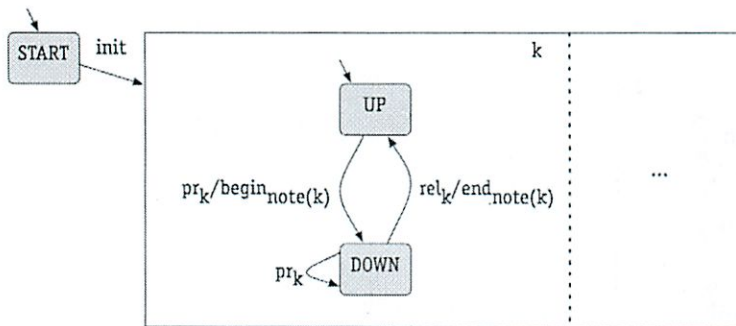 START
init
k
UP
pr_k/begin_note(k)
rel_k/end_note(k)
...
pr_k
DOWN